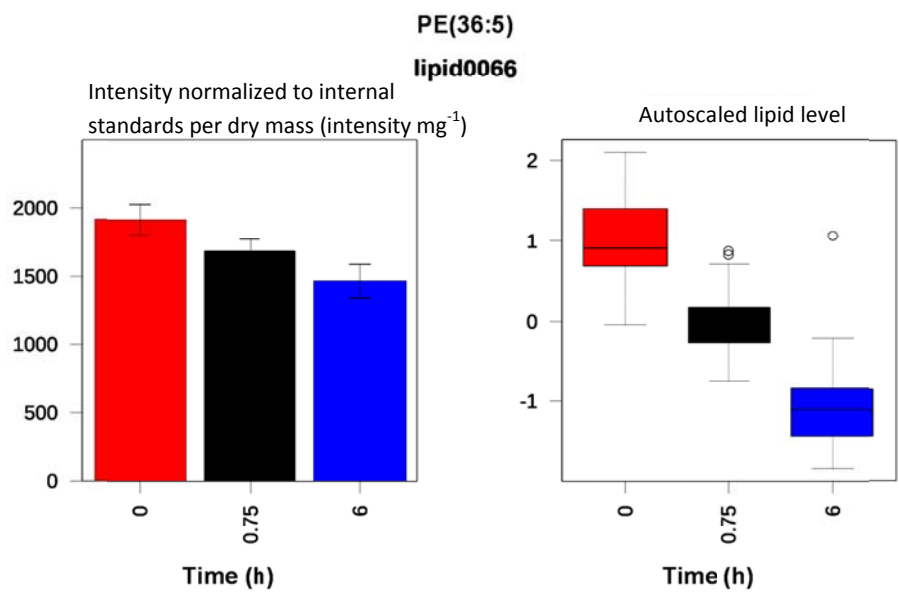 PE(36:5)
lipid0066
Intensity normalized to internal
standards per dry mass (intensity mg⁻¹)
2000
1500
1000
500
0
0
0.75
6
Time (h)
Autoscaled lipid level
2
1
0
-1
0
0.75
6
Time (h)